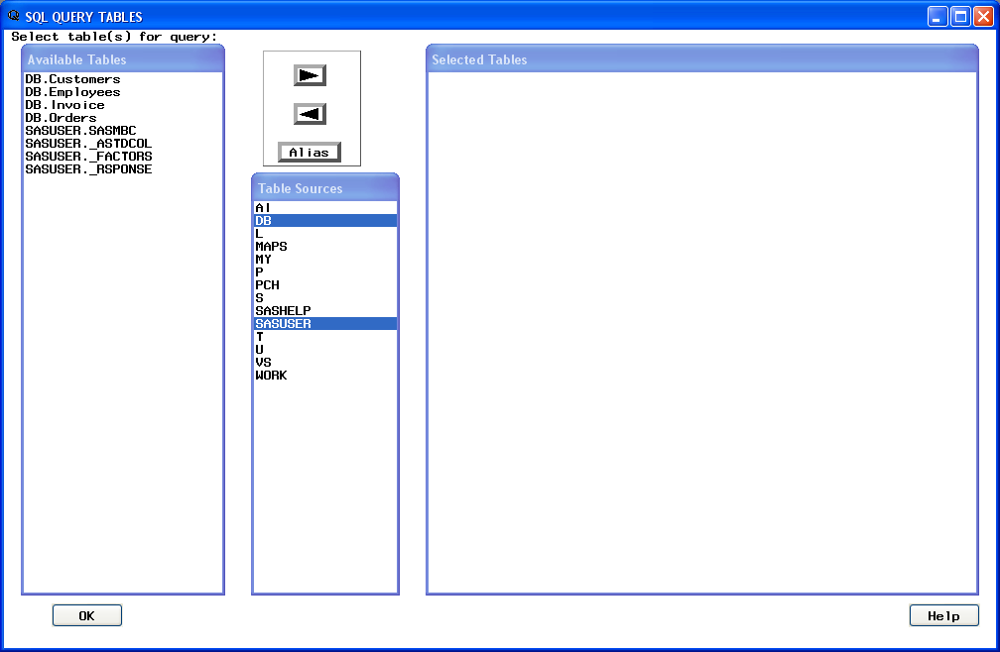 SQL QUERY TABLES
Select table(s) for query:
Available Tables
DB.Customers
DB.Employees
DB.Invoice
DB.Orders
SASUSER.SASMBC
SASUSER._ASTDCOL
SASUSER._FACTORS
SASUSER._RSPONSE
Alias
Table Sources
AI
DB
L
MAPS
MY
P
PCH
S
SASHELP
SASUSER
T
U
VS
WORK
Selected Tables
OK
Help